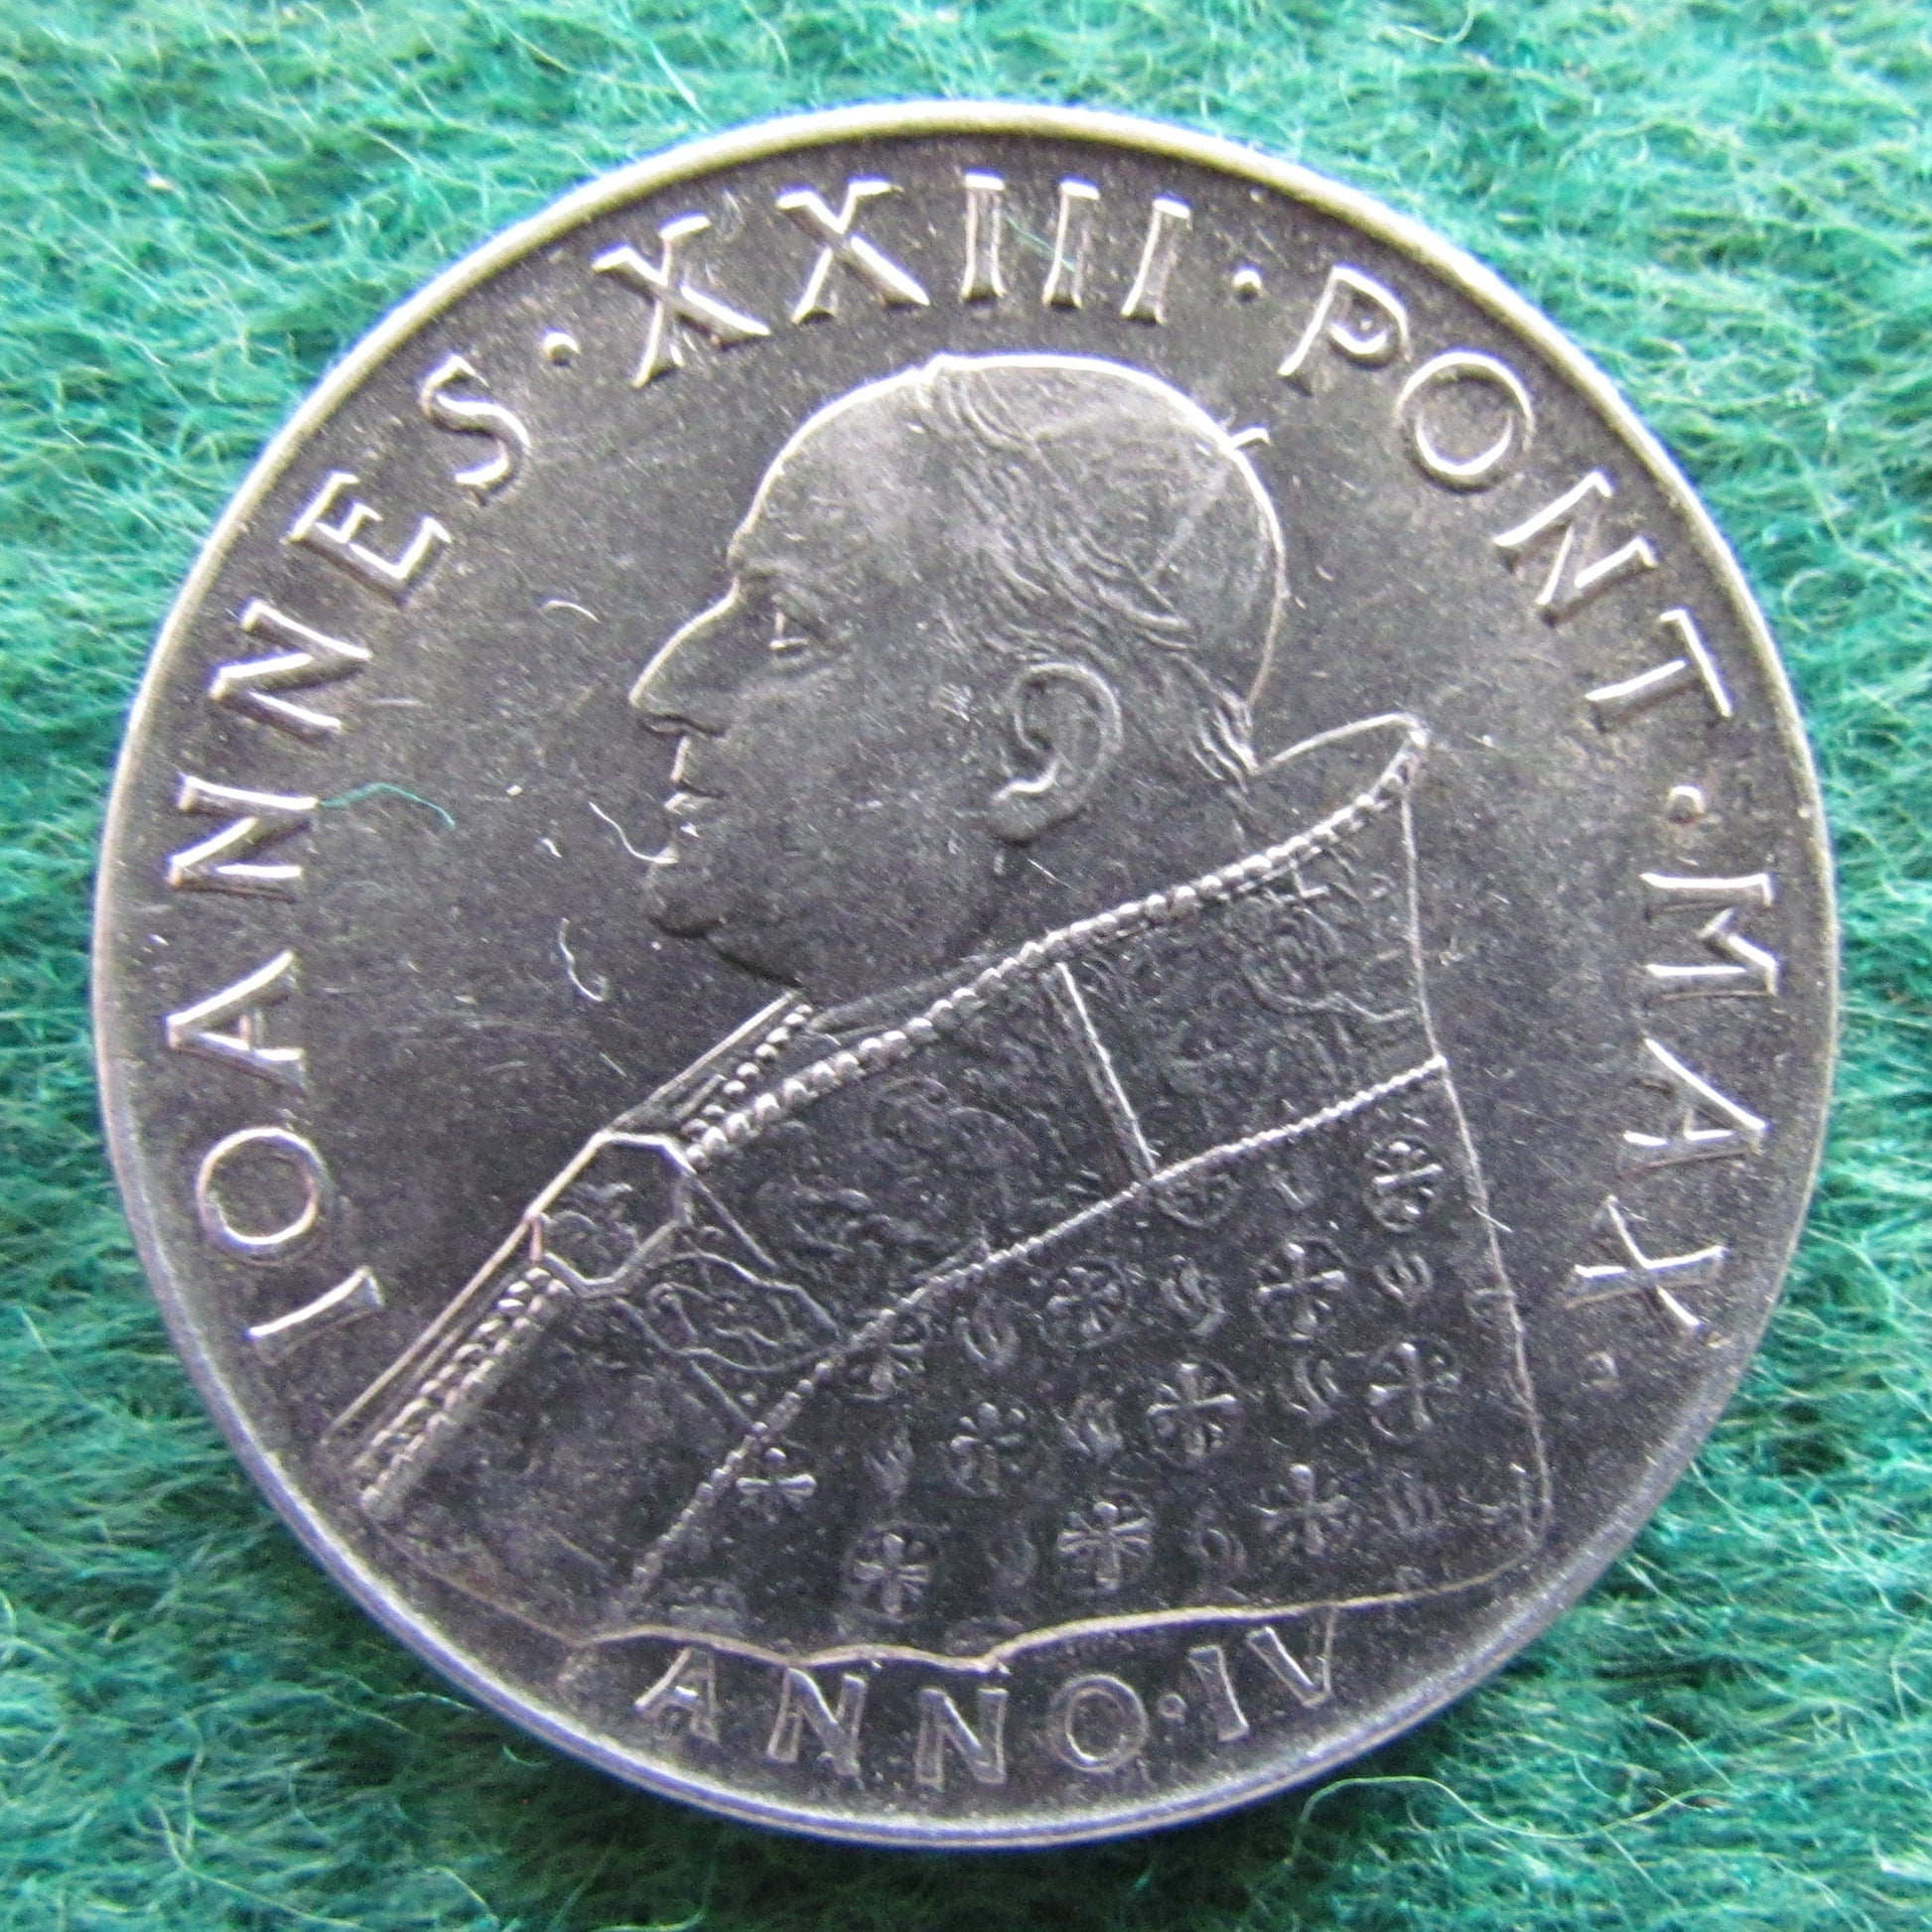 IOANNES · XXIII · PONT · MAX ·
ANNO · IV